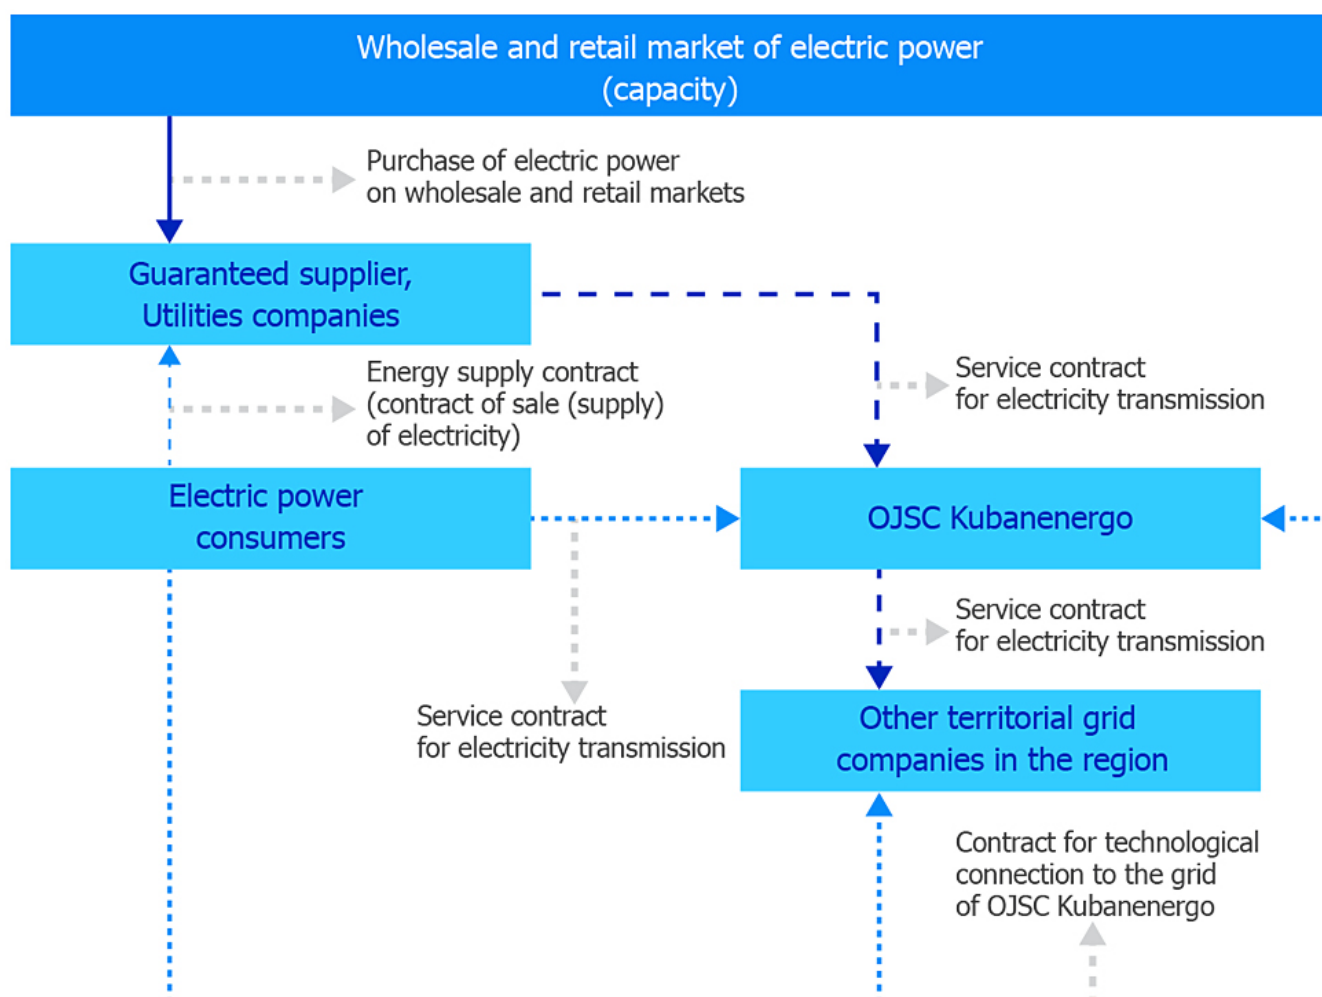 Wholesale and retail market of electric power
(capacity)
Purchase of electric power
on wholesale and retail markets
Guaranteed supplier,
Utilities companies
Energy supply contract
(contract of sale (supply)
of electricity)
Service contract
for electricity transmission
Electric power
consumers
OJSC Kubanenergo
Service contract
for electricity transmission
Service contract
for electricity transmission
Other territorial grid
companies in the region
Contract for technological
connection to the grid
of OJSC Kubanenergo